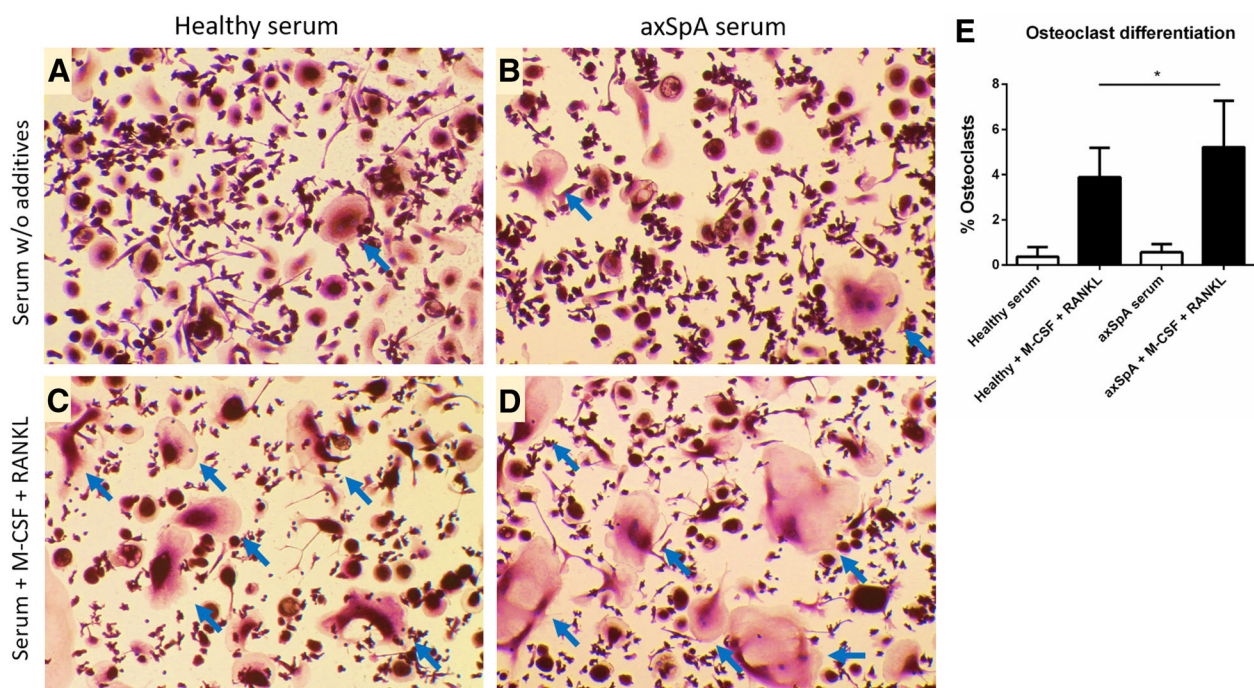 Healthy serum
axSpA serum
Serum w/o additives
Serum + M-CSF + RANKL
A
B
C
D
E
Osteoclast differentiation
*
% Osteoclasts
8
6
4
2
0
Healthy serum
Healthy + M-CSF + RANKL
axSpA serum
axSpA + M-CSF + RANKL